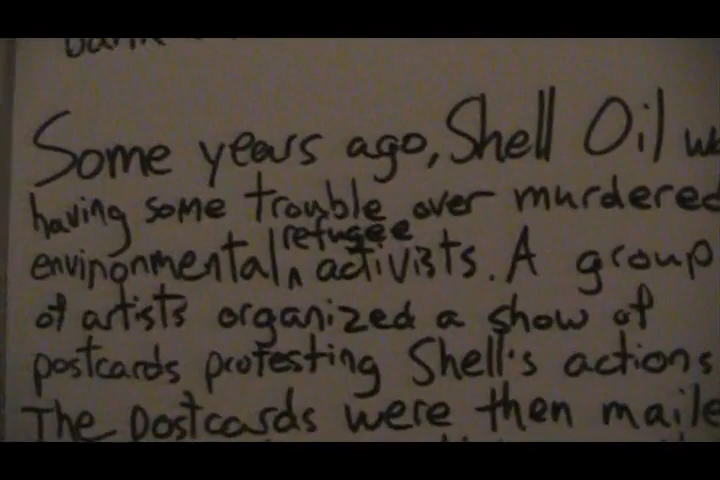 Some years ago, Shell Oil
having some trouble over murdered
refugee
environmental ^ activists. A group
of artists organized a show of
postcards protesting Shell's actions
The postcards were then maile